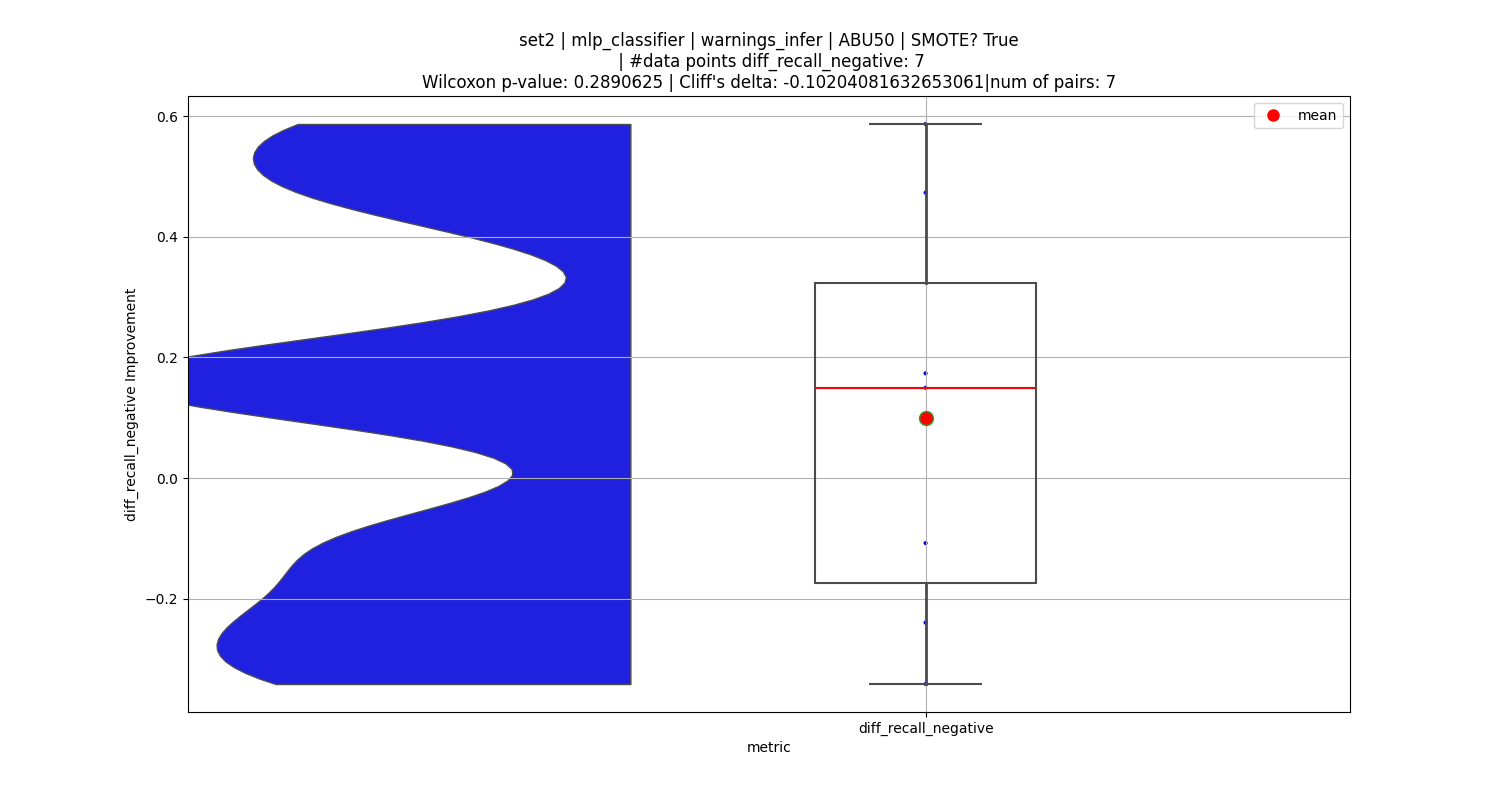 set2 | mlp_classifier | warnings_infer | ABU50 | SMOTE? True
| #data points diff_recall_negative: 7
Wilcoxon p-value: 0.2890625 | Cliff's delta: -0.10204081632653061|num of pairs: 7
mean
0.6
0.4
0.2
0.0
−0.2
diff_recall_negative Improvement
diff_recall_negative
metric